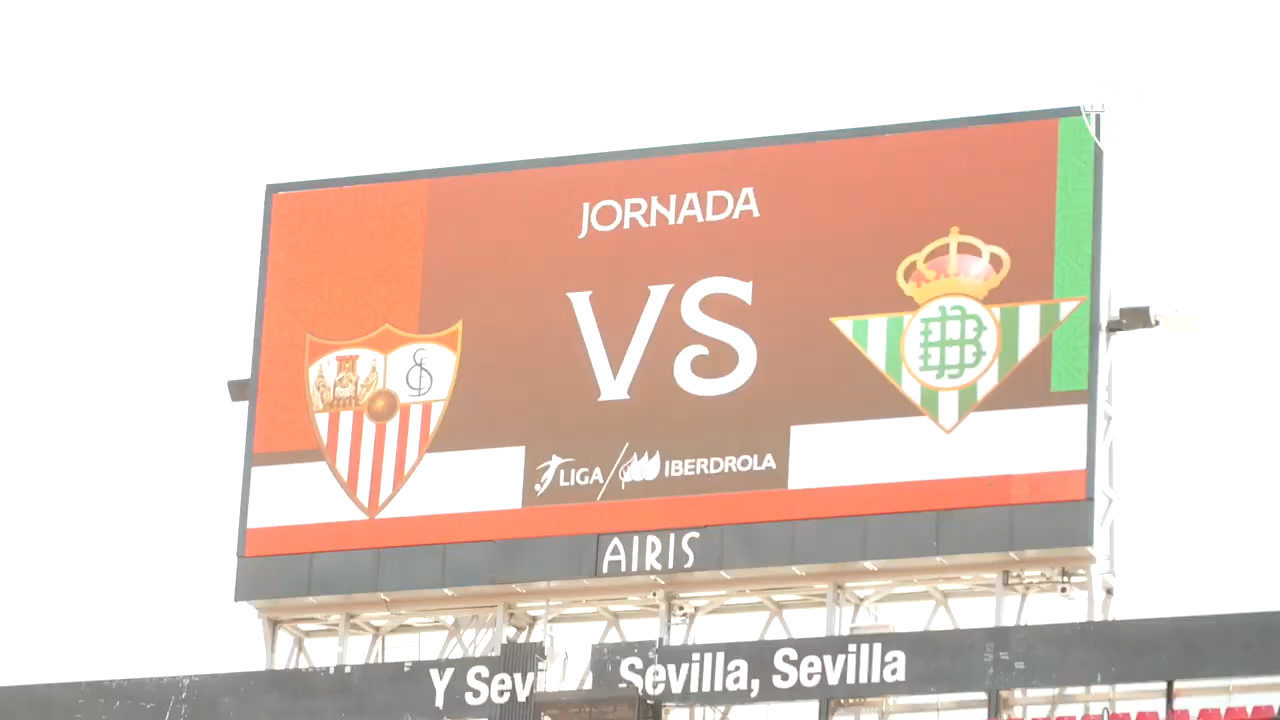 JORNADA
VS
LIGA / IBERDROLA
AIRIS
Y Sevilla, Sevilla, Sevilla